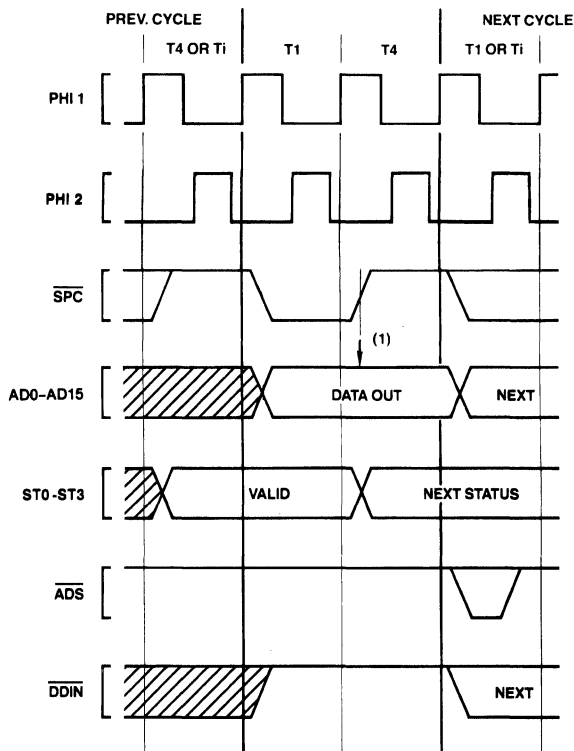 PREV. CYCLE NEXT CYCLE
T4 OR Ti T1 T4 T1 OR Ti
PHI 1
PHI 2
SPC
(1)
AD0-AD15 DATA OUT NEXT
ST0-ST3 VALID NEXT STATUS
ADS
DDIN NEXT